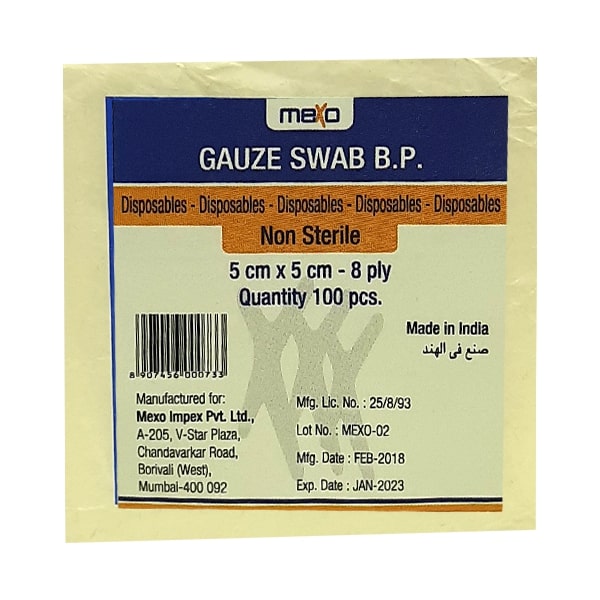 mexo
GAUZE SWAB B.P.
Disposables - Disposables - Disposables - Disposables - Disposables
Non Sterile
5 cm x 5 cm - 8 ply
Quantity 100 pcs.
Made in India
صنع في الهند
8 907456 000733
Manufactured for:
Mexo Impex Pvt. Ltd.,
A-205, V-Star Plaza,
Chandavarkar Road,
Borivali (West),
Mumbai-400 092
Mfg. Lic. No. : 25/8/93
Lot No. : MEXO-02
Mfg. Date : FEB-2018
Exp. Date : JAN-2023